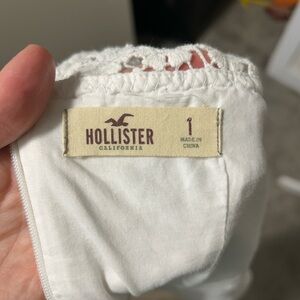 HOLLISTER
CALIFORNIA
1
MADE IN
CHINA